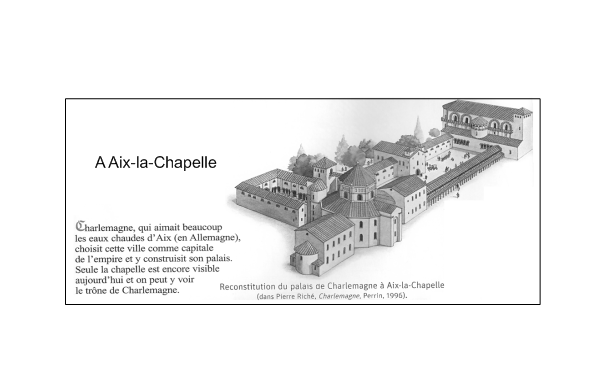 A Aix-la-Chapelle
Charlemagne, qui aimait beaucoup
les eaux chaudes d'Aix (en Allemagne),
choisit cette ville comme capitale
de l'empire et y construisit son palais.
Seule la chapelle est encore visible
aujourd'hui et on peut y voir
le trône de Charlemagne.
Reconstitution du palais de Charlemagne à Aix-la-Chapelle
(dans Pierre Riché, Charlemagne, Perrin, 1996).